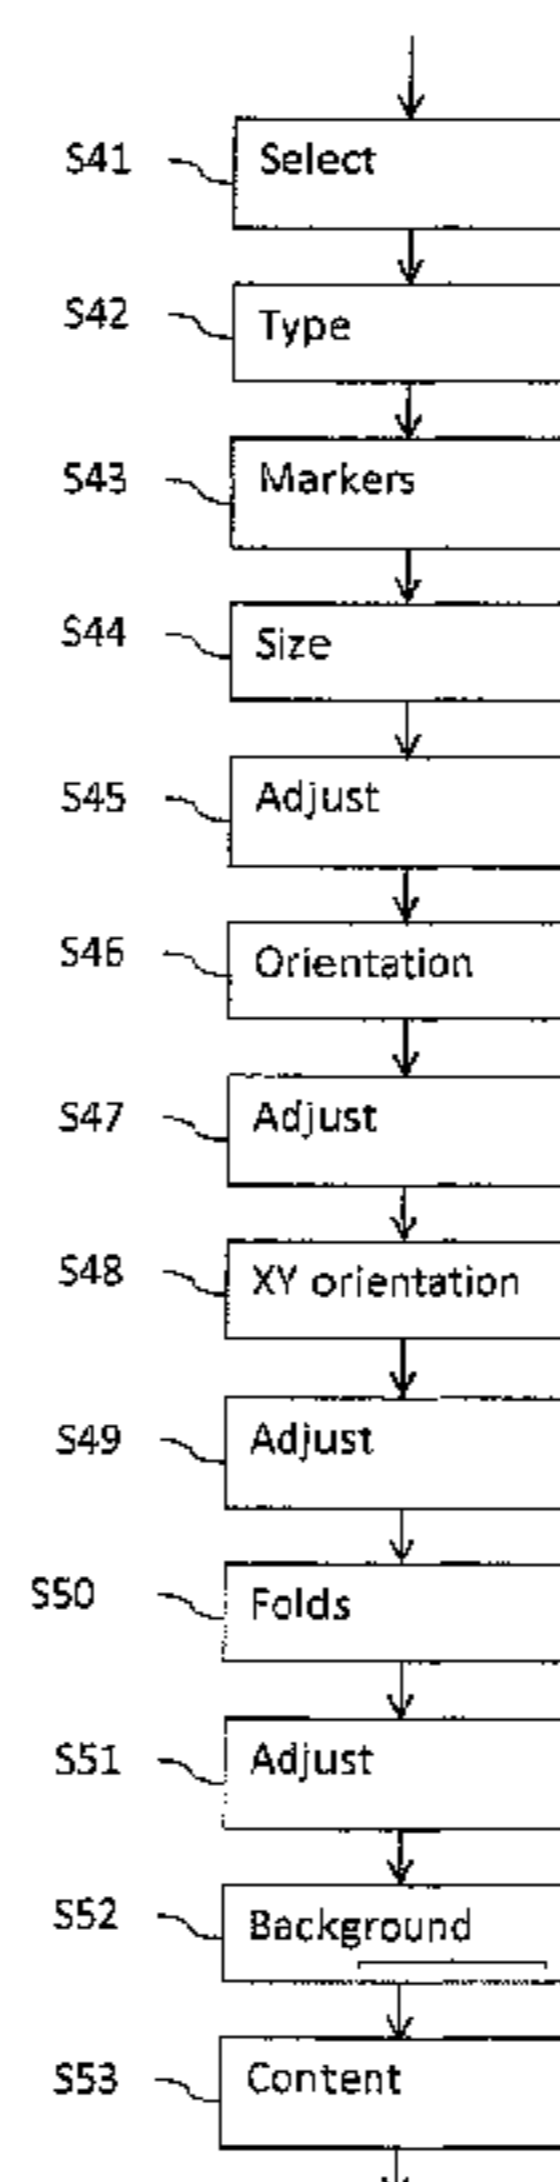 S41 Select
S42 Type
S43 Markers
S44 Size
S45 Adjust
S46 Orientation
S47 Adjust
S48 XY orientation
S49 Adjust
S50 Folds
S51 Adjust
S52 Background
S53 Content